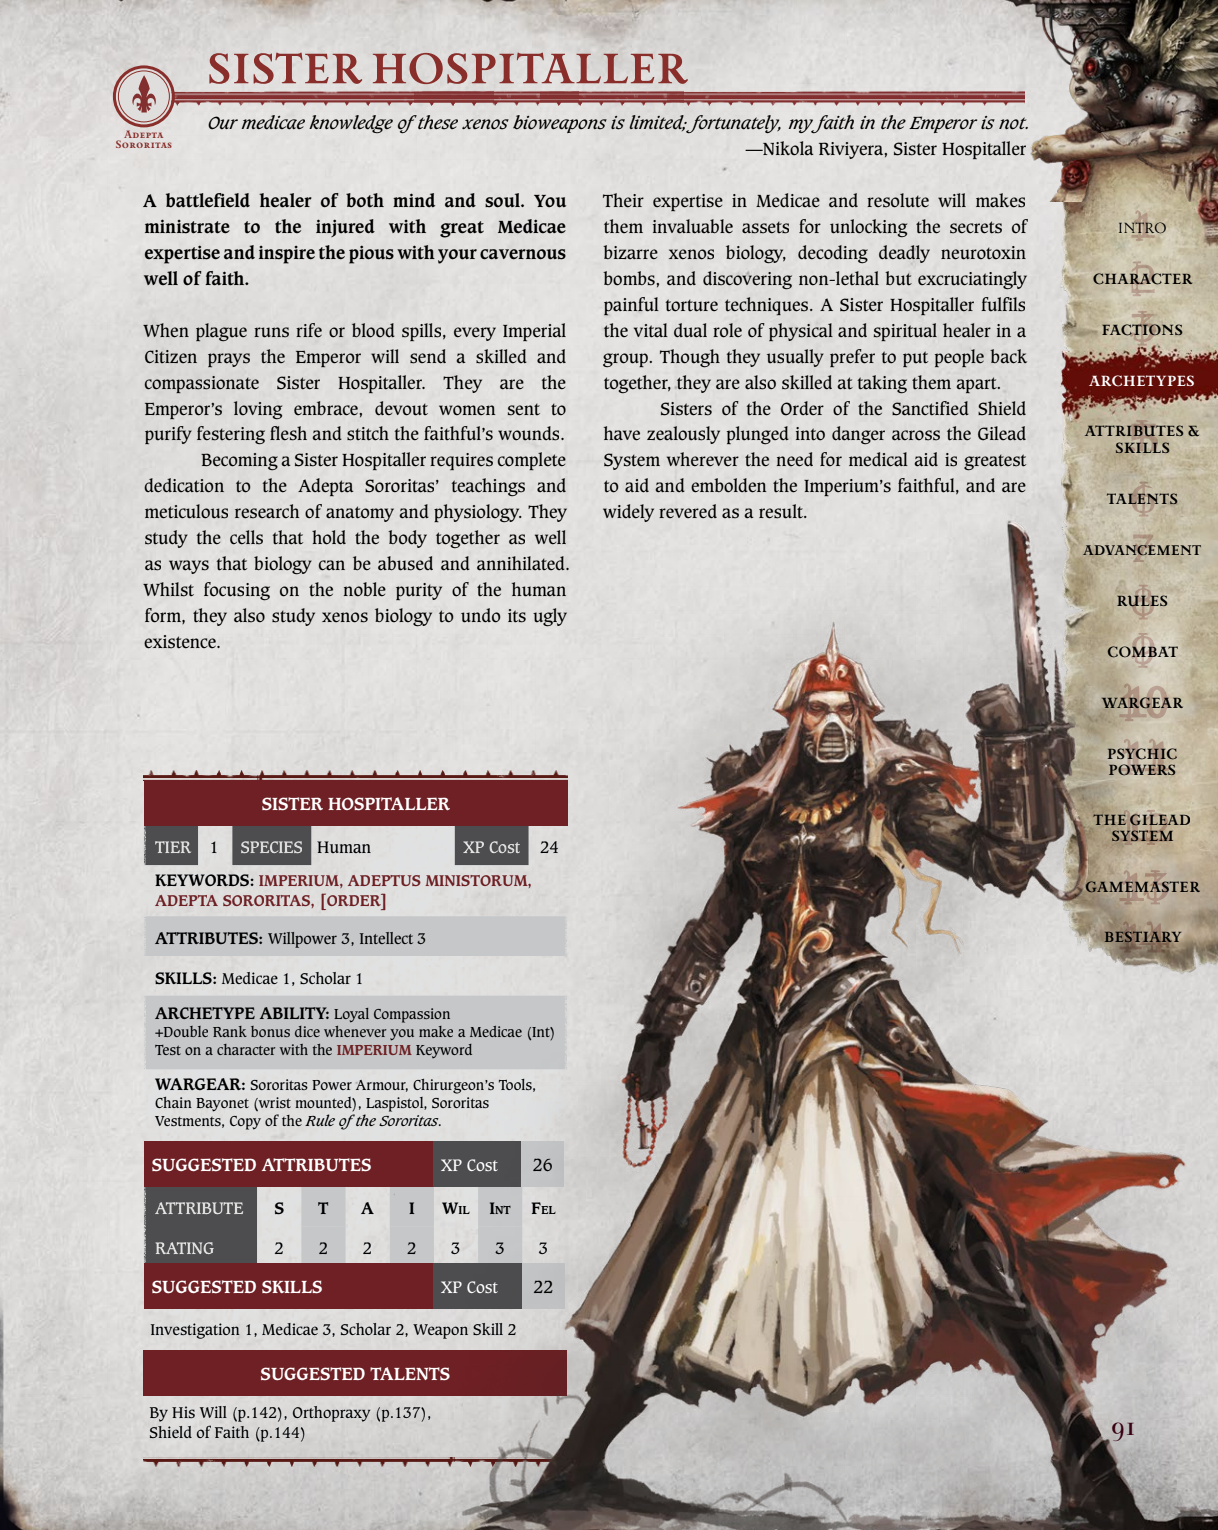 SISTER HOSPITALLER
ADEPTA
SORORITAS
Our medicae knowledge of these xenos bioweapons is limited; fortunately, my faith in the Emperor is not.
—Nikola Riviyera, Sister Hospitaller
A battlefield healer of both mind and soul. You
ministrate to the injured with great Medicae
expertise and inspire the pious with your cavernous
well of faith.
When plague runs rife or blood spills, every Imperial
Citizen prays the Emperor will send a skilled and
compassionate Sister Hospitaller. They are the
Emperor's loving embrace, devout women sent to
purify festering flesh and stitch the faithful's wounds.
Becoming a Sister Hospitaller requires complete
dedication to the Adepta Sororitas' teachings and
meticulous research of anatomy and physiology. They
study the cells that hold the body together as well
as ways that biology can be abused and annihilated.
Whilst focusing on the noble purity of the human
form, they also study xenos biology to undo its ugly
existence.
Their expertise in Medicae and resolute will makes
them invaluable assets for unlocking the secrets of
bizarre xenos biology, decoding deadly neurotoxin
bombs, and discovering non-lethal but excruciatingly
painful torture techniques. A Sister Hospitaller fulfils
the vital dual role of physical and spiritual healer in a
group. Though they usually prefer to put people back
together, they are also skilled at taking them apart.
Sisters of the Order of the Sanctified Shield
have zealously plunged into danger across the Gilead
System wherever the need for medical aid is greatest
to aid and embolden the Imperium's faithful, and are
widely revered as a result.
SISTER HOSPITALLER
TIER 1 SPECIES Human XP Cost 24
KEYWORDS: IMPERIUM, ADEPTUS MINISTORUM,
ADEPTA SORORITAS, [ORDER]
ATTRIBUTES: Willpower 3, Intellect 3
SKILLS: Medicae 1, Scholar 1
ARCHETYPE ABILITY: Loyal Compassion
+Double Rank bonus dice whenever you make a Medicae (Int)
Test on a character with the IMPERIUM Keyword
WARGEAR: Sororitas Power Armour, Chirurgeon's Tools,
Chain Bayonet (wrist mounted), Laspistol, Sororitas
Vestments, Copy of the Rule of the Sororitas.
SUGGESTED ATTRIBUTES XP Cost 26
ATTRIBUTE S T A I WIL INT FEL
RATING 2 2 2 2 3 3 3
SUGGESTED SKILLS XP Cost 22
Investigation 1, Medicae 3, Scholar 2, Weapon Skill 2
SUGGESTED TALENTS
By His Will (p.142), Orthopraxy (p.137),
Shield of Faith (p.144)
INTRO
CHARACTER
FACTIONS
ARCHETYPES
ATTRIBUTES &
SKILLS
TALENTS
ADVANCEMENT
RULES
COMBAT
WARGEAR
PSYCHIC
POWERS
THE GILEAD
SYSTEM
GAMEMASTER
BESTIARY
91